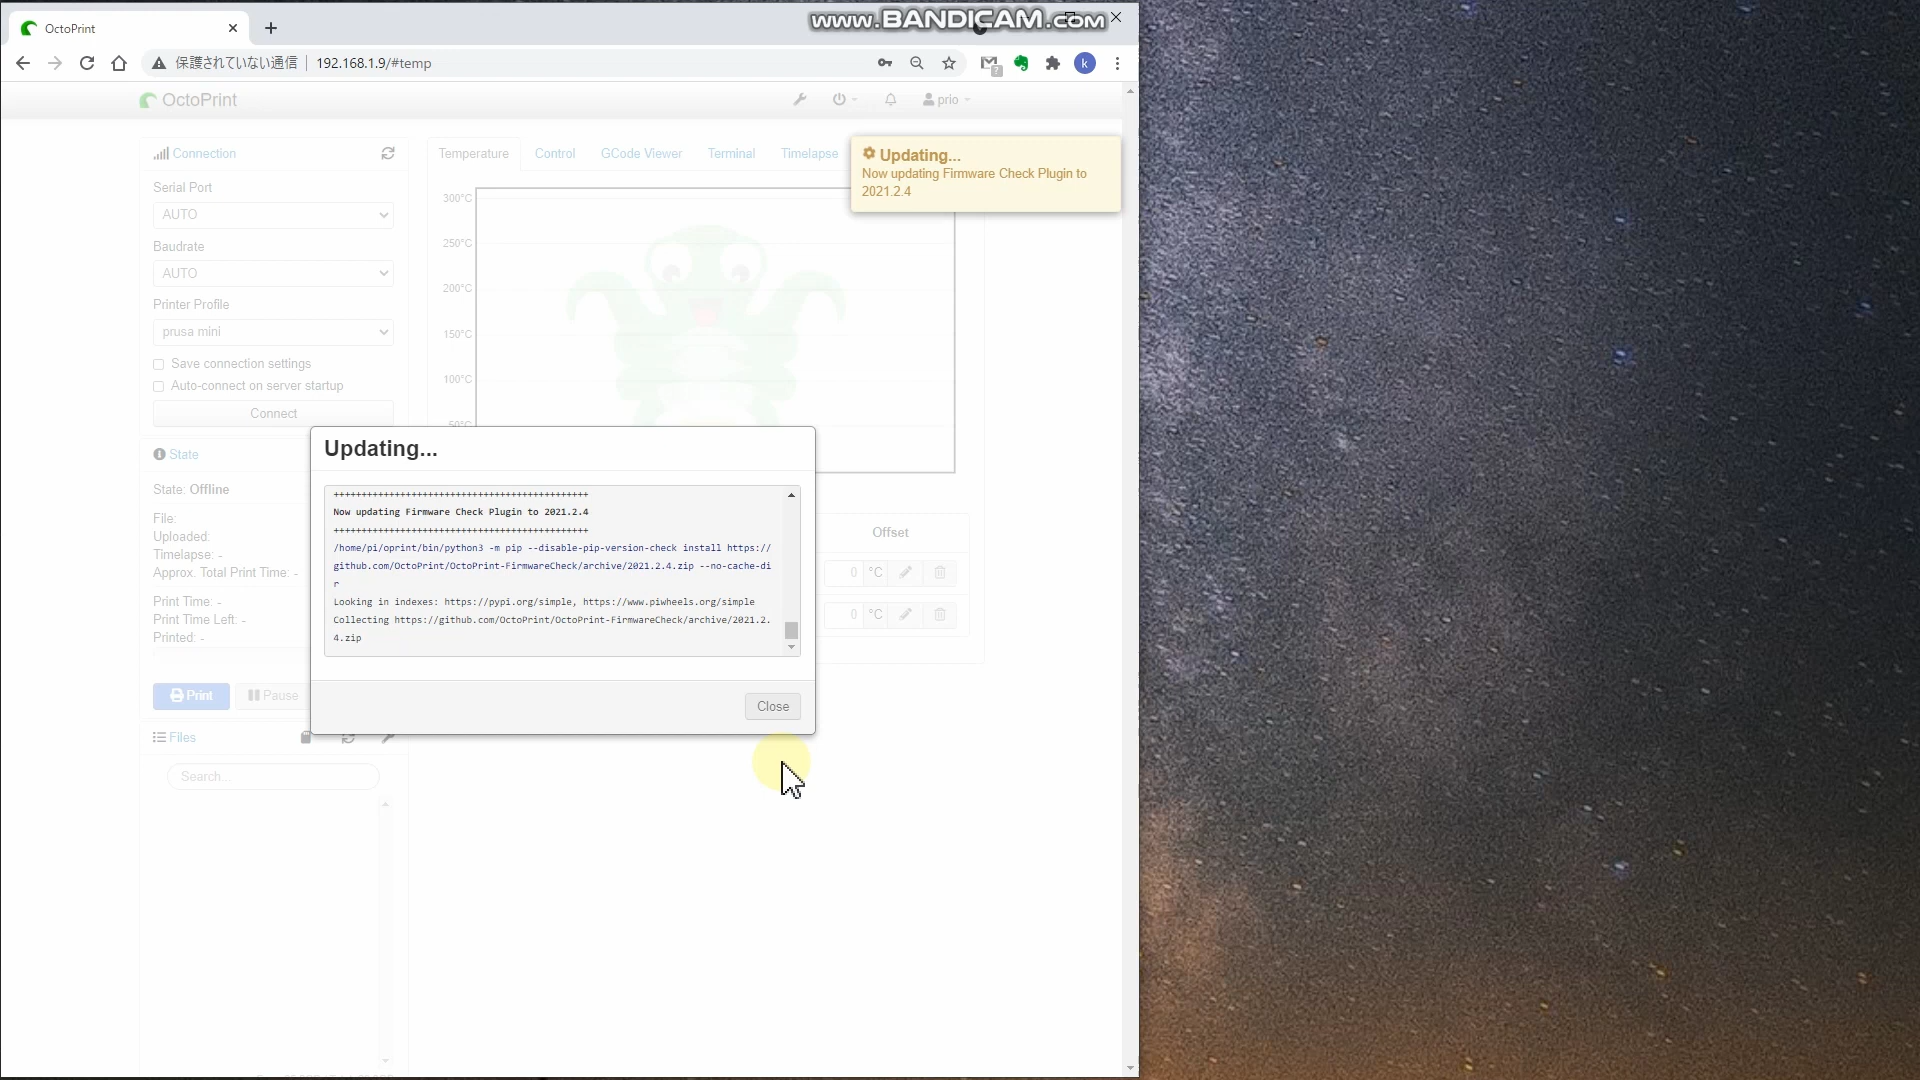 OctoPrint
www.BANDICAM.com
保護されていない通信
192.168.1.9/#temp
OctoPrint
prio
Connection
Serial Port
AUTO
Baudrate
AUTO
Printer Profile
prusa mini
Save connection settings
Auto-connect on server startup
Connect
State
State: Offline
File:
Uploaded:
Timelapse: -
Approx. Total Print Time: -
Print Time: -
Print Time Left: -
Printed: -
Print
Pause
Files
Search...
Temperature
Control
GCode Viewer
Terminal
Timelapse
300°C
250°C
200°C
150°C
100°C
50°C
Updating...
Now updating Firmware Check Plugin to
2021.2.4
Offset
0 °C
0 °C
Updating...
+++++++++++++++++++++++++++++++++++++++++++++++
Now updating Firmware Check Plugin to 2021.2.4
+++++++++++++++++++++++++++++++++++++++++++++++
/home/pi/oprint/bin/python3 -m pip --disable-pip-version-check install https://
github.com/OctoPrint/OctoPrint-FirmwareCheck/archive/2021.2.4.zip --no-cache-di
r
Looking in indexes: https://pypi.org/simple, https://www.piwheels.org/simple
Collecting https://github.com/OctoPrint/OctoPrint-FirmwareCheck/archive/2021.2.
4.zip
Close